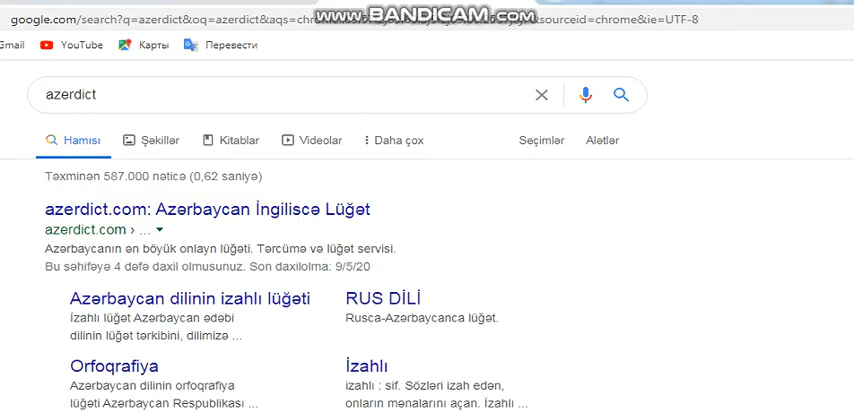 www.BANDICAM.com
google.com/search?q=azerdict&oq=azerdict&aqs=chrome
&sourceid=chrome&ie=UTF-8
Gmail YouTube Карты Перевести
azerdict
Hamısı Şəkillər Kitablar Videolar Daha çox Seçimlər Alətlər
Təxminən 587.000 nəticə (0,62 saniyə)
azerdict.com: Azərbaycan İngiliscə Lüğət
azerdict.com › ...
Azərbaycanın ən böyük onlayn lüğəti. Tərcümə və lüğət servisi.
Bu səhifəyə 4 dəfə daxil olmusunuz. Son daxilolma: 9/5/20
Azərbaycan dilinin izahlı lüğəti
İzahlı lüğət Azərbaycan ədəbi
dilinin lüğət tərkibini, dilimizə ...
RUS DİLİ
Rusca-Azərbaycanca lüğət.
Orfoqrafiya
Azərbaycan dilinin orfoqrafiya
lüğəti Azərbaycan Respublikası ...
İzahlı
izahlı : sif. Sözləri izah edən,
onların mənalarını açan. İzahlı ...